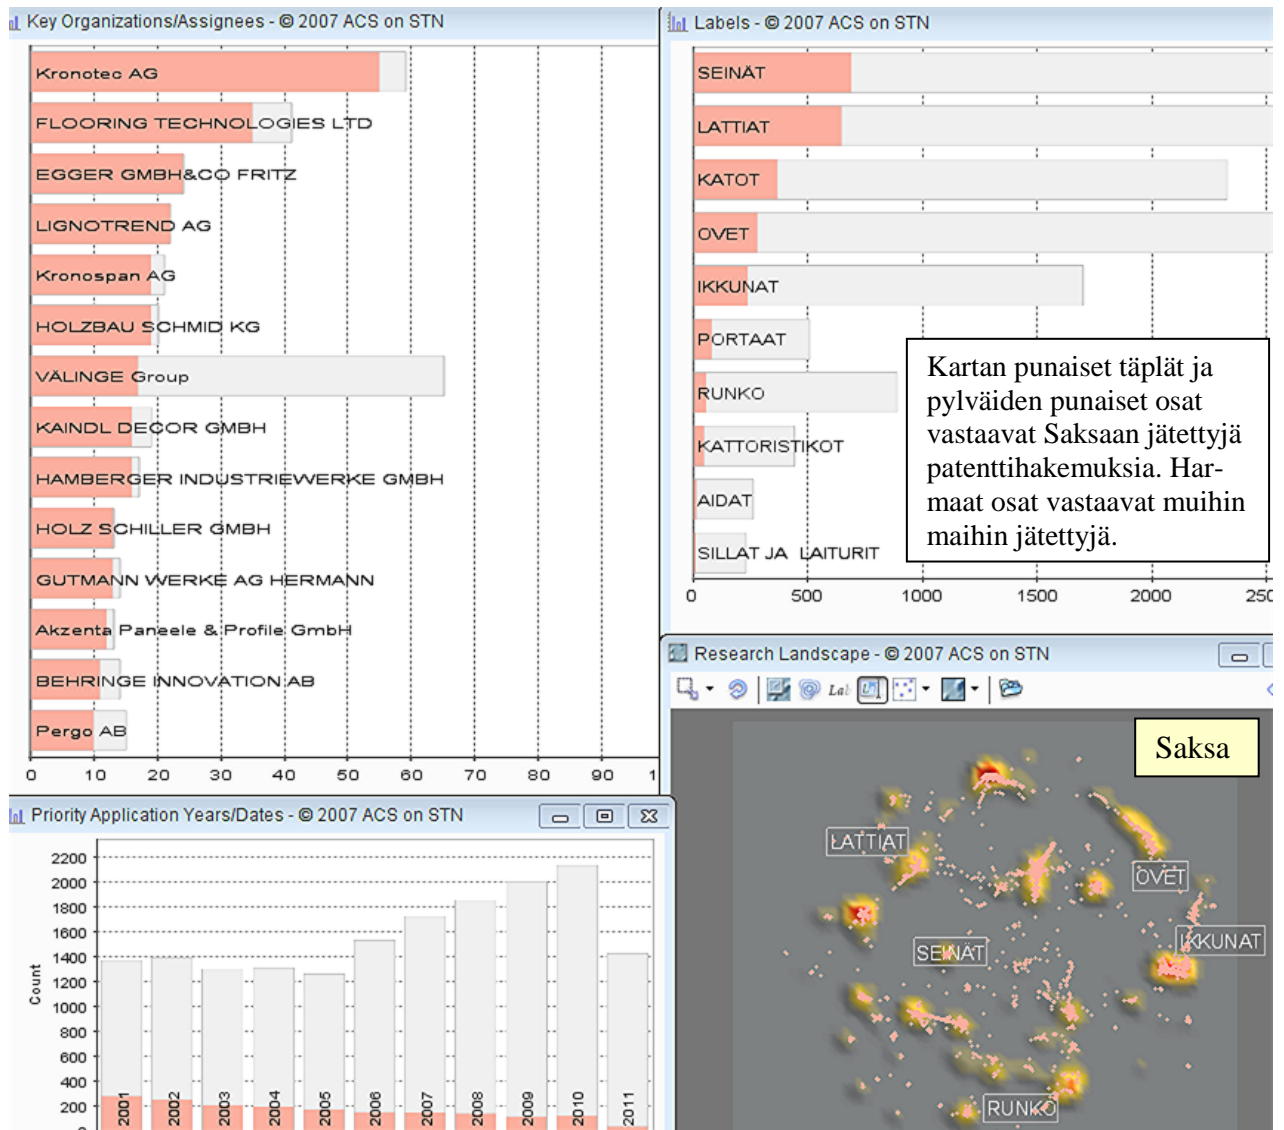 Key Organizations/Assignees - © 2007 ACS on STN
Kronotec AG
FLOORING TECHNOLOGIES LTD
EGGER GMBH&CO FRITZ
LIGNOTREND AG
Kronospan AG
HOLZBAU SCHMID KG
VÄLINGE Group
KAINDL DECOR GMBH
HAMBERGER INDUSTRIEWERKE GMBH
HOLZ SCHILLER GMBH
GUTMANN WERKE AG HERMANN
Akzenta Paneele & Profile GmbH
BEHRINGE INNOVATION AB
Pergo AB
0 10 20 30 40 50 60 70 80 90 1
Labels - © 2007 ACS on STN
SEINÄT
LATTIAT
KATOT
OVET
IKKUNAT
PORTAAT
RUNKO
KATTORISTIKOT
AIDAT
SILLAT JA LAITURIT
0 500 1000 1500 2000 250
Kartan punaiset täplät ja
pylväiden punaiset osat
vastaavat Saksaan jätettyjä
patenttihakemuksia. Har-
maat osat vastaavat muihin
maihin jätettyjä.
Priority Application Years/Dates - © 2007 ACS on STN
Count
2200
2000
1800
1600
1400
1200
1000
800
600
400
200
2001 2002 2003 2004 2005 2006 2007 2008 2009 2010 2011
Research Landscape - © 2007 ACS on STN
Lab
Saksa
LATTIAT
OVET
IKKUNAT
SEINÄT
RUNKO